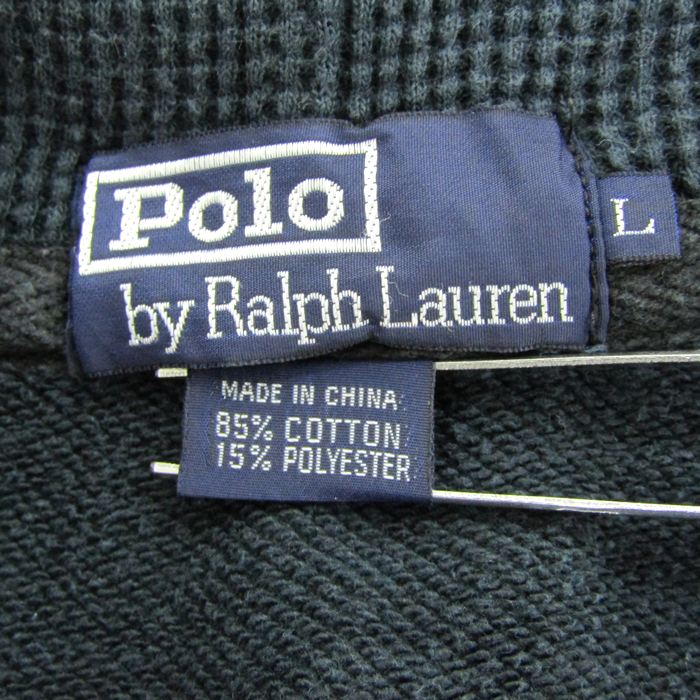 Polo
by Ralph Lauren
L
MADE IN CHINA
85% COTTON
15% POLYESTER